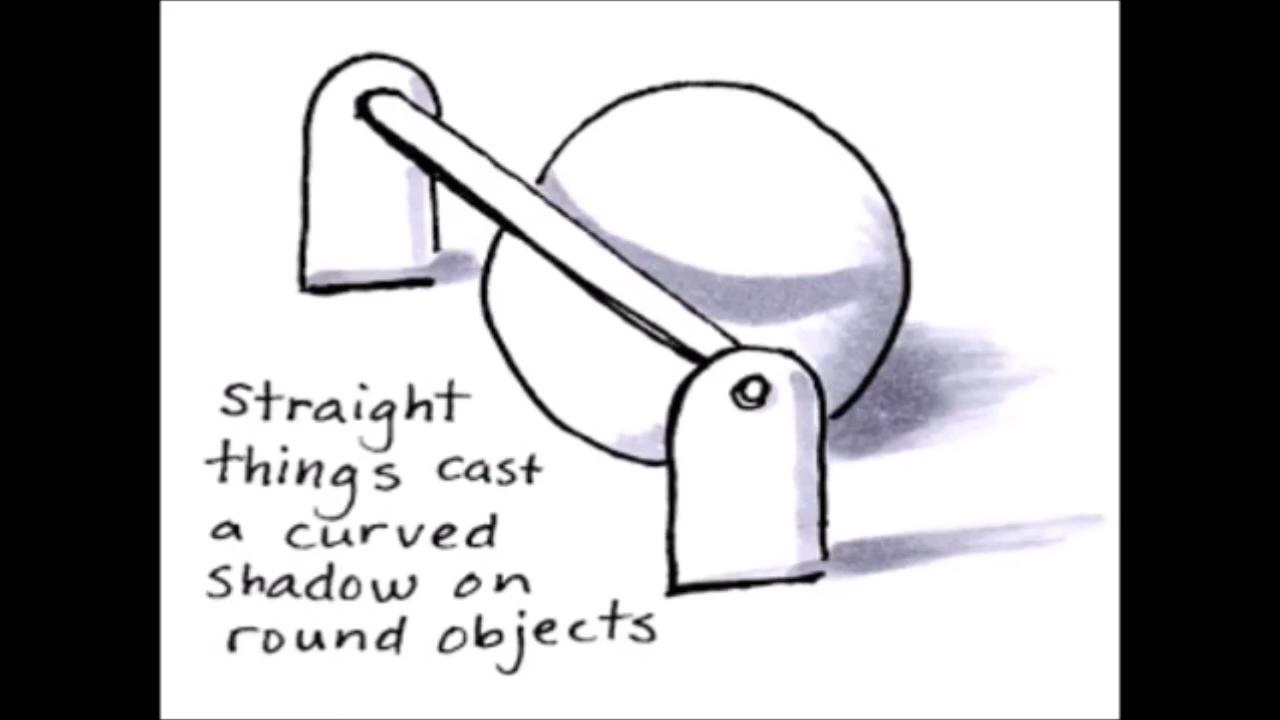 straight
things cast
a curved
shadow on
round objects